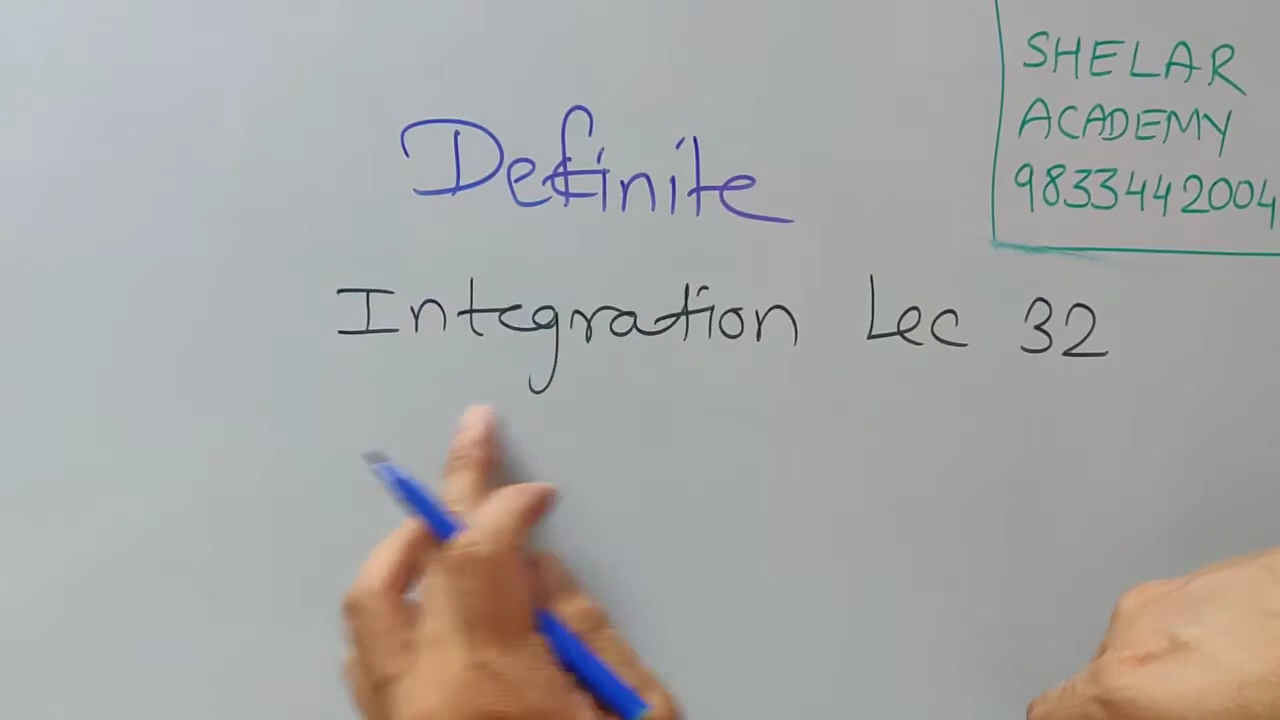 Definite
Integration Lec 32
SHELAR
ACADEMY
9833442004